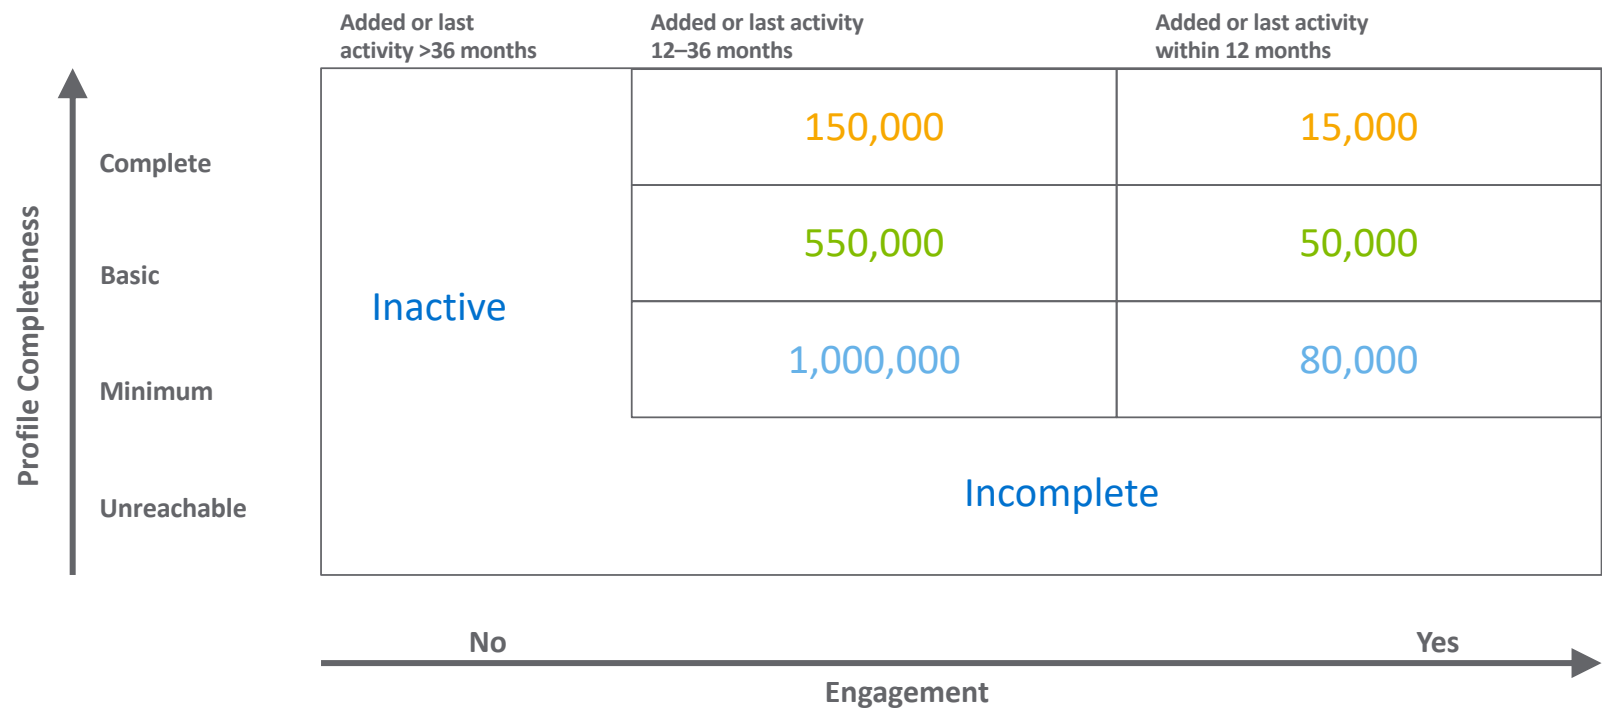 Added or last
activity >36 months
Added or last activity
12–36 months
Added or last activity
within 12 months
Profile Completeness
Complete
150,000
15,000
Basic
550,000
50,000
Inactive
Minimum
1,000,000
80,000
Unreachable
Incomplete
No
Yes
Engagement